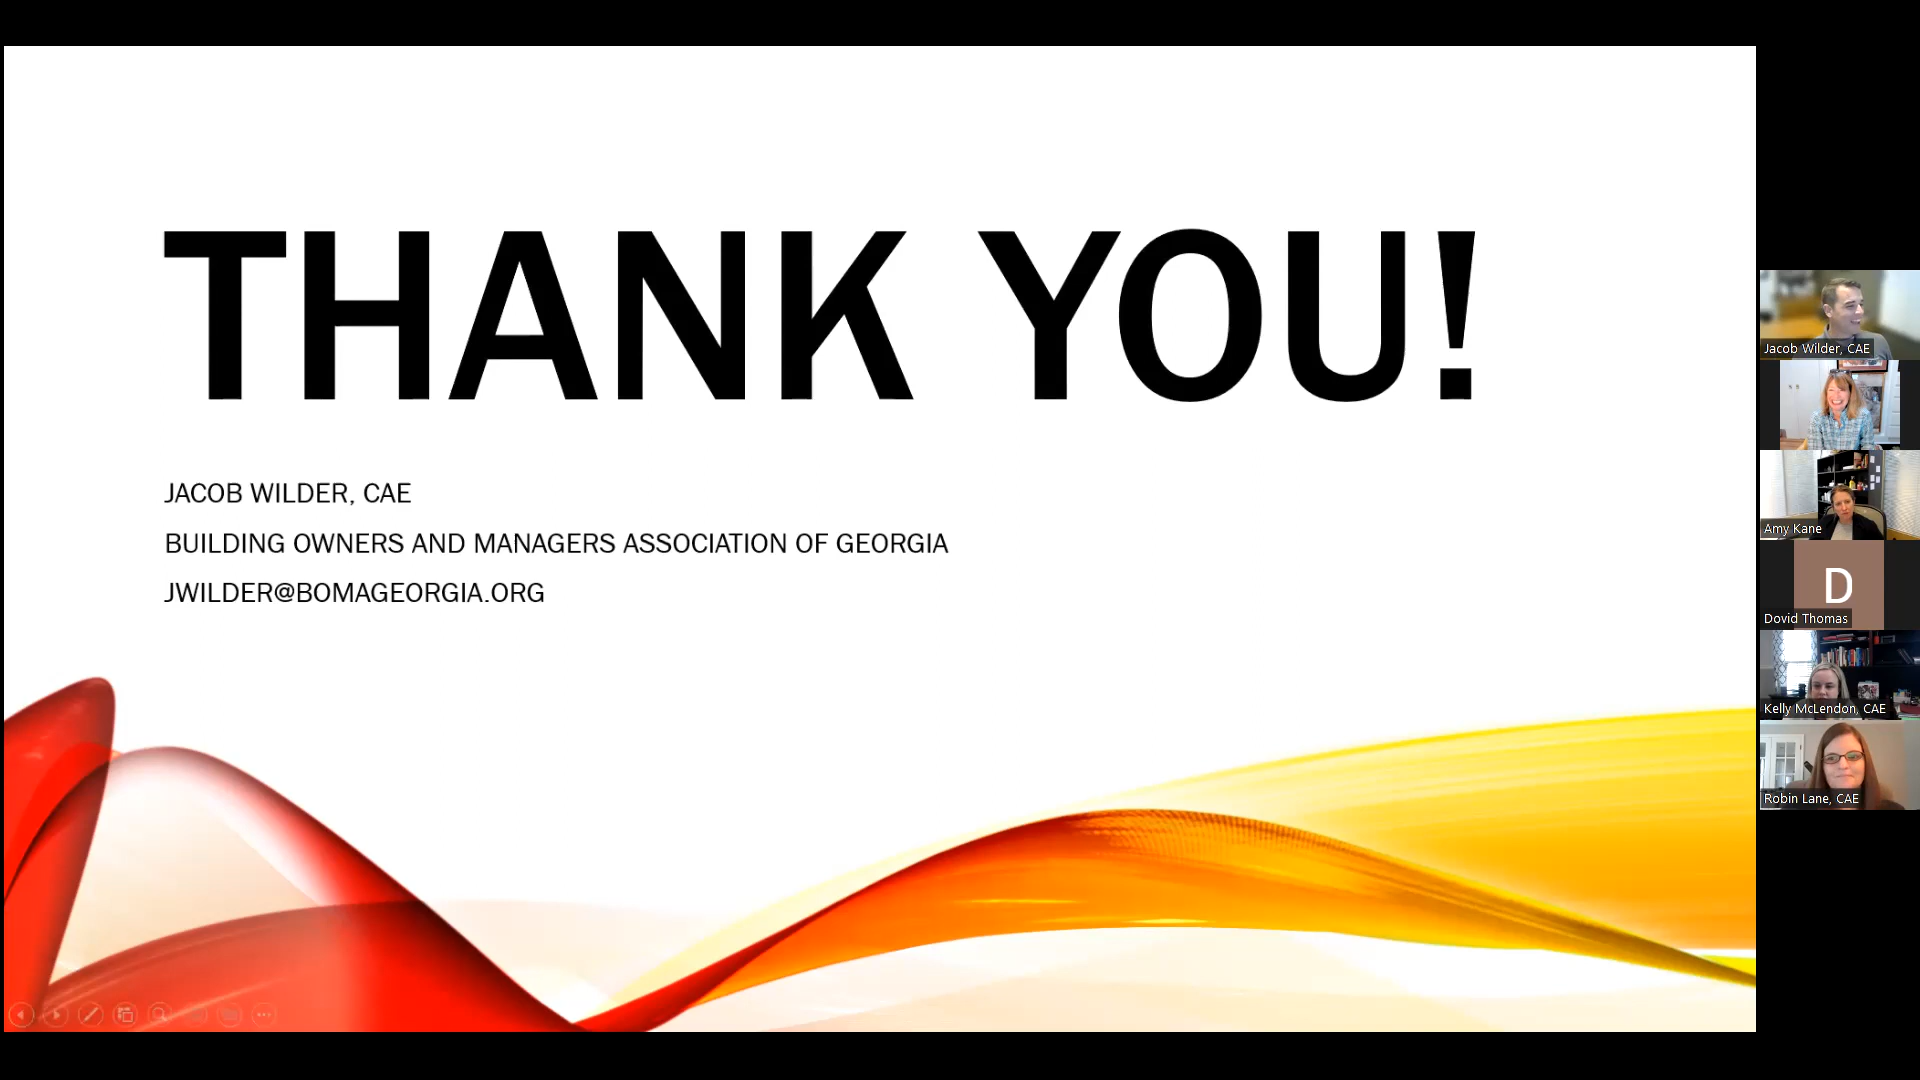 THANK YOU!
JACOB WILDER, CAE
BUILDING OWNERS AND MANAGERS ASSOCIATION OF GEORGIA
JWILDER@BOMAGEORGIA.ORG
Jacob Wilder, CAE
Amy Kane
D
Dovid Thomas
Kelly McLendon, CAE
Robin Lane, CAE